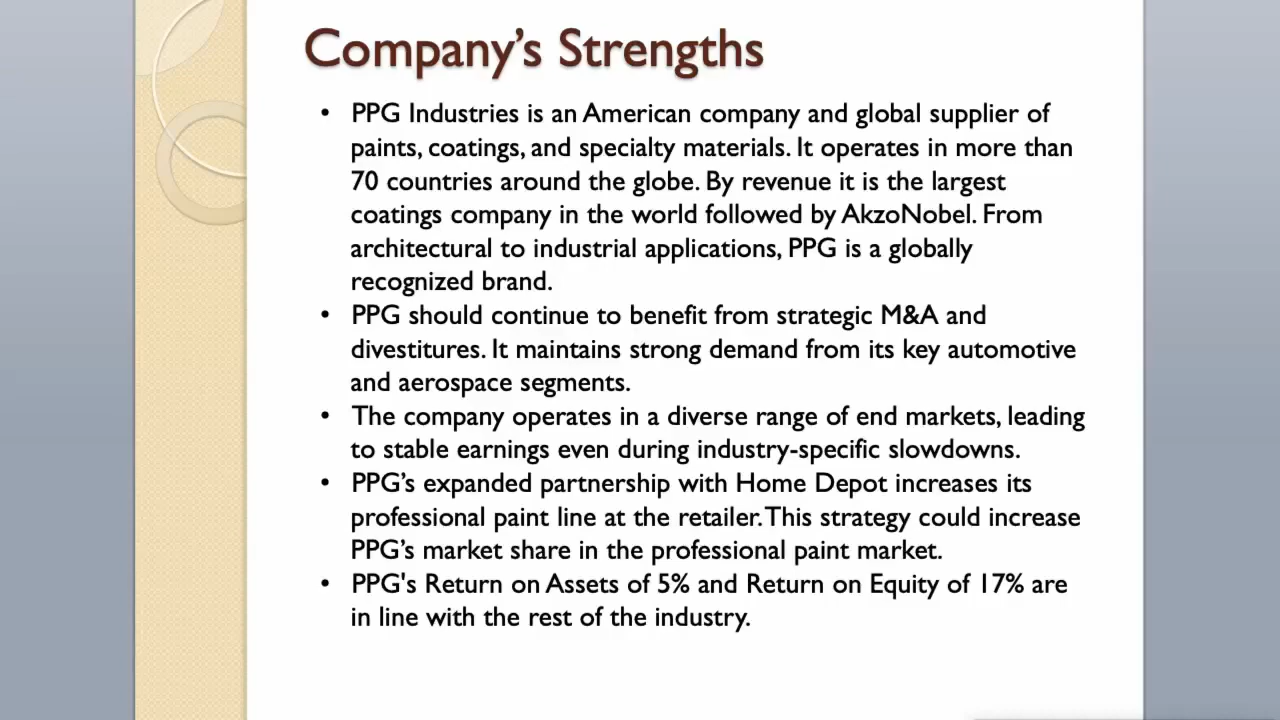 Company’s Strengths
• PPG Industries is an American company and global supplier of
paints, coatings, and specialty materials. It operates in more than
70 countries around the globe. By revenue it is the largest
coatings company in the world followed by AkzoNobel. From
architectural to industrial applications, PPG is a globally
recognized brand.
• PPG should continue to benefit from strategic M&A and
divestitures. It maintains strong demand from its key automotive
and aerospace segments.
• The company operates in a diverse range of end markets, leading
to stable earnings even during industry-specific slowdowns.
• PPG’s expanded partnership with Home Depot increases its
professional paint line at the retailer. This strategy could increase
PPG’s market share in the professional paint market.
• PPG's Return on Assets of 5% and Return on Equity of 17% are
in line with the rest of the industry.